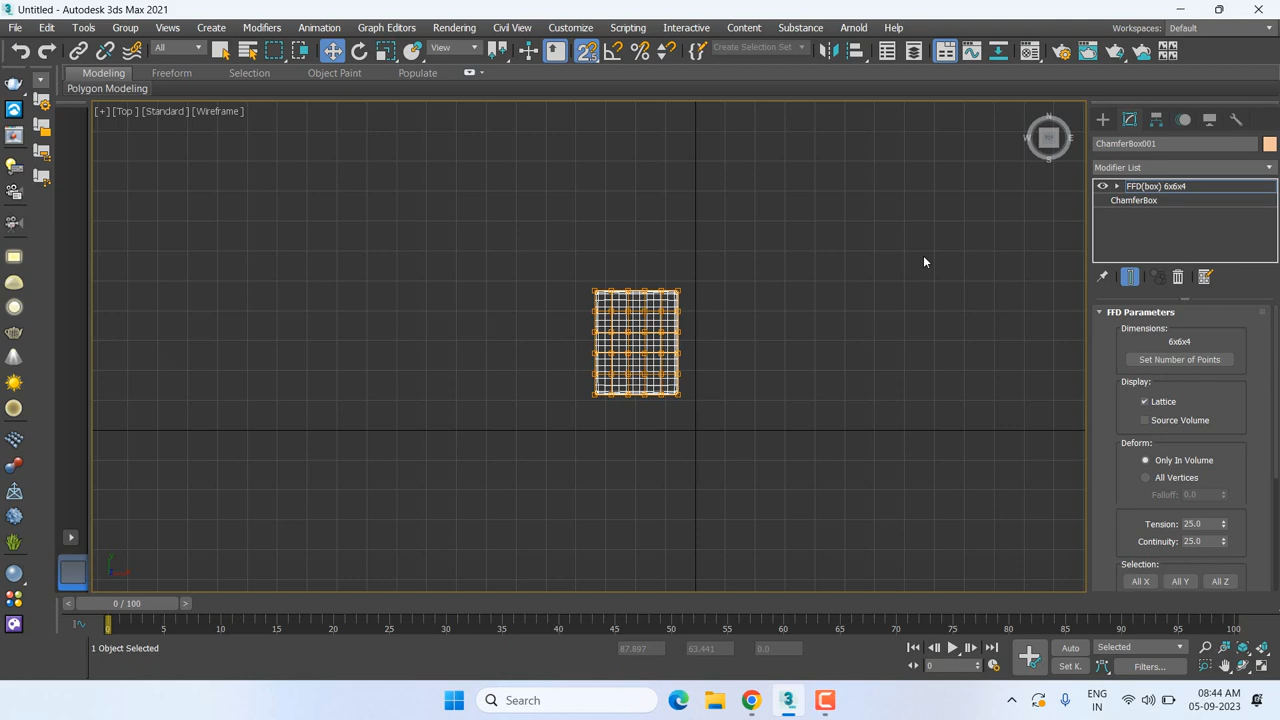 Untitled - Autodesk 3ds Max 2021
File Edit Tools Group Views Create Modifiers Animation Graph Editors Rendering Civil View Customize Scripting Interactive Content Substance Arnold Help
Workspaces: Default
All
View
Create Selection Set
Modeling Freeform Selection Object Paint Populate
Polygon Modeling
[+] [Top ] [Standard ] [Wireframe ]
N
W E
S
ChamferBox001
Modifier List
FFD(box) 6x6x4
ChamferBox
FFD Parameters
Dimensions:
6x6x4
Set Number of Points
Display:
Lattice
Source Volume
Deform:
Only In Volume
All Vertices
Falloff: 0.0
Tension: 25.0
Continuity: 25.0
Selection:
All X All Y All Z
< 0 / 100 >
0 5 10 15 20 25 30 35 40 45 50 55 60 65 70 75 80 85 90 95 100
1 Object Selected
87.897 63.441 0.0
Auto Selected
0
Set K. Filters...
Search
ENG
IN
08:44 AM
05-09-2023